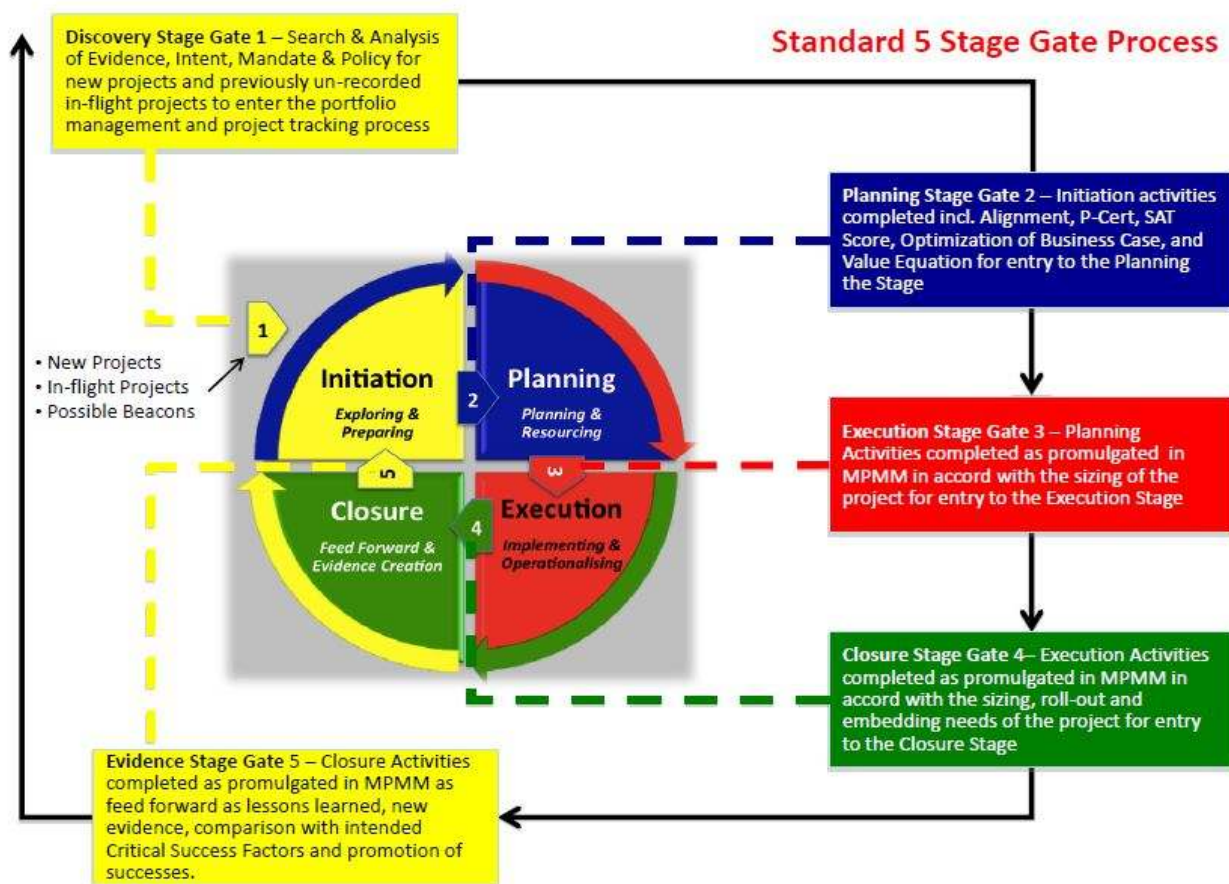 Standard 5 Stage Gate Process
Discovery Stage Gate 1 – Search & Analysis
of Evidence, Intent, Mandate & Policy for
new projects and previously un-recorded
in-flight projects to enter the portfolio
management and project tracking process
Planning Stage Gate 2 – Initiation activities
completed incl. Alignment, P-Cert, SAT
Score, Optimization of Business Case, and
Value Equation for entry to the Planning
the Stage
1
• New Projects
• In-flight Projects
• Possible Beacons
Initiation
Exploring &
Preparing
2
Planning
Planning &
Resourcing
5
3
Closure
Feed Forward &
Evidence Creation
4
Execution
Implementing &
Operationalising
Execution Stage Gate 3 – Planning
Activities completed as promulgated in
MPMM in accord with the sizing of the
project for entry to the Execution Stage
Closure Stage Gate 4– Execution Activities
completed as promulgated in MPMM in
accord with the sizing, roll-out and
embedding needs of the project for entry
to the Closure Stage
Evidence Stage Gate 5 – Closure Activities
completed as promulgated in MPMM as
feed forward as lessons learned, new
evidence, comparison with intended
Critical Success Factors and promotion of
successes.